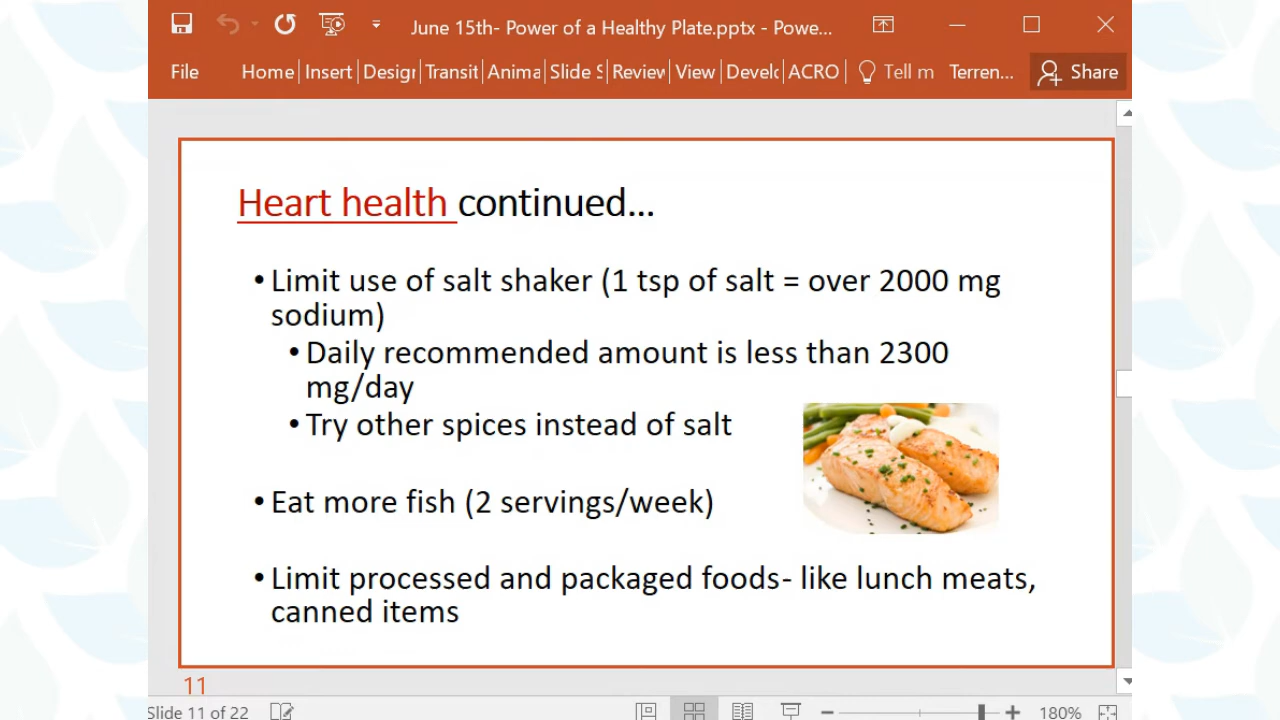 June 15th- Power of a Healthy Plate.pptx - Powe...
File Home Insert Design Transit Anima Slide S Review View Develo ACRO Tell m Terren... Share
Heart health continued...
• Limit use of salt shaker (1 tsp of salt = over 2000 mg
sodium)
• Daily recommended amount is less than 2300
mg/day
• Try other spices instead of salt
• Eat more fish (2 servings/week)
• Limit processed and packaged foods- like lunch meats,
canned items
11
Slide 11 of 22 180%